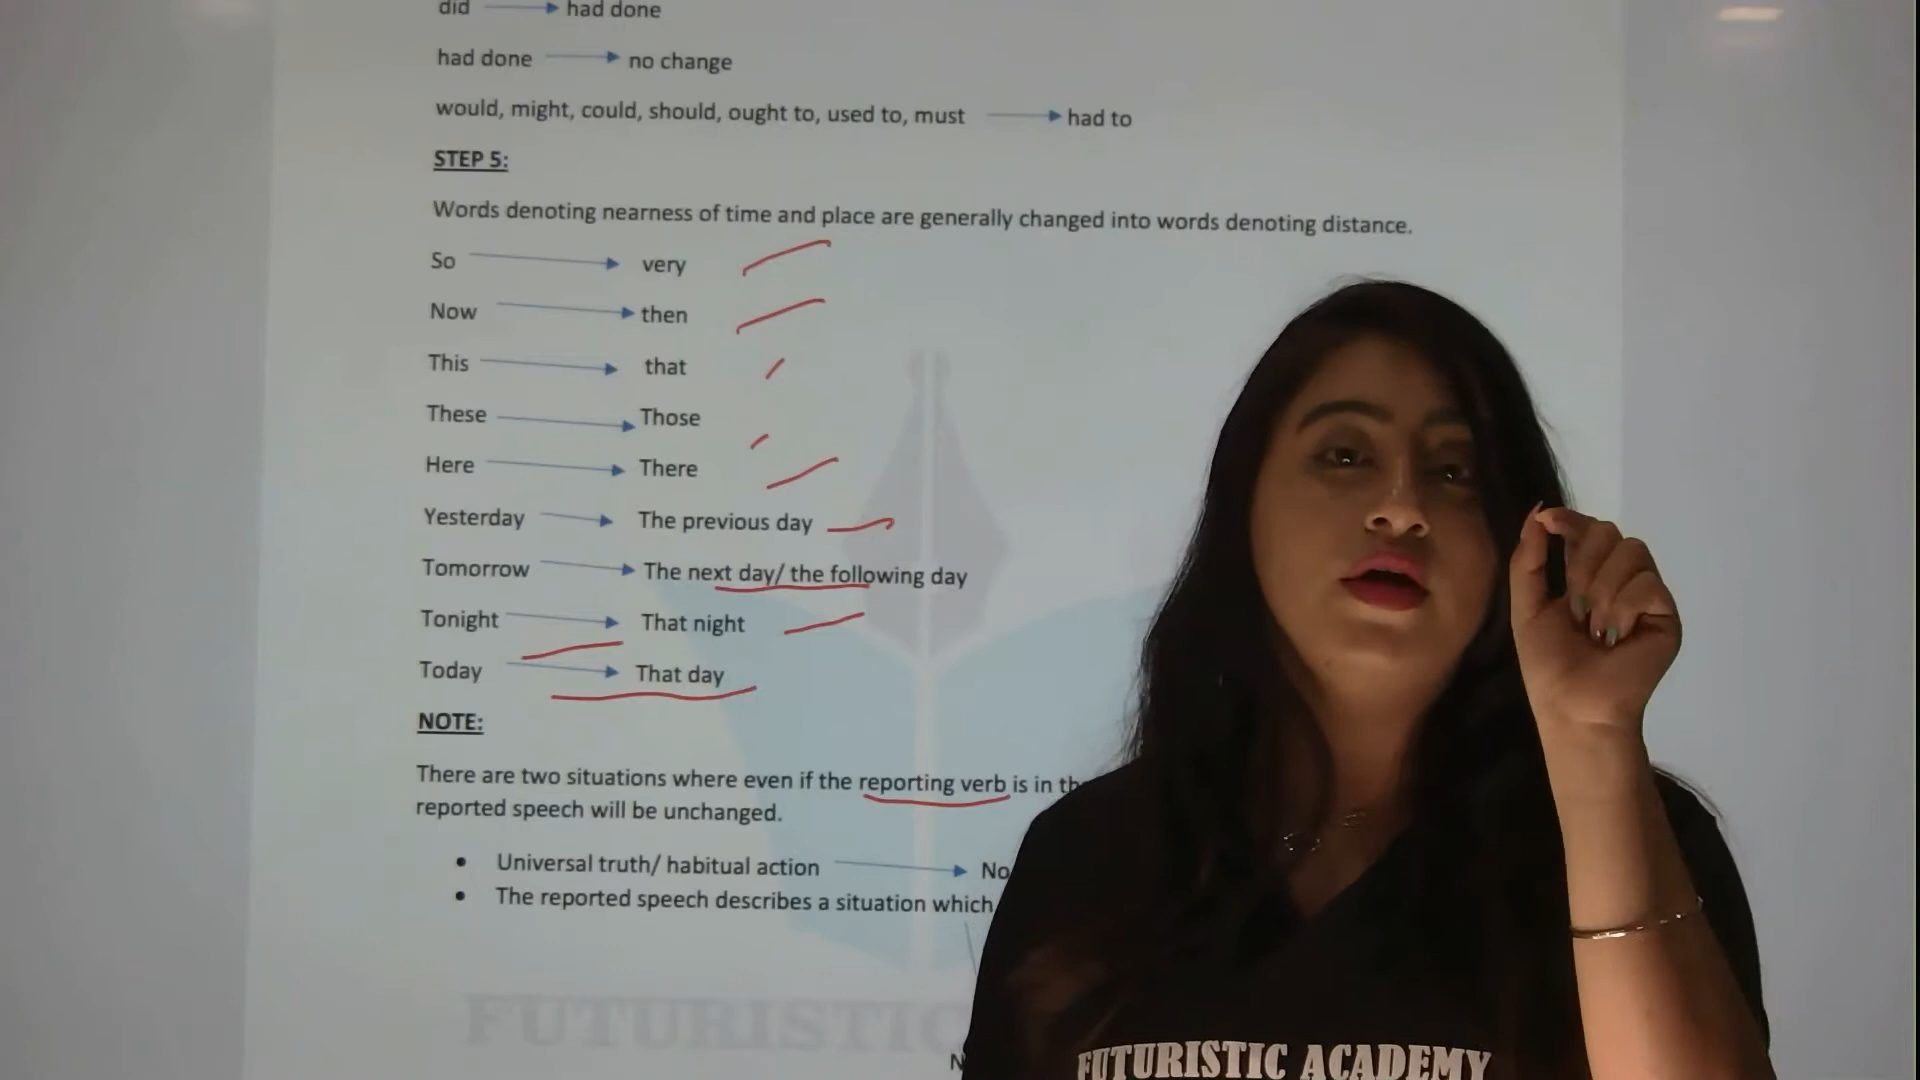 did → had done
had done → no change
would, might, could, should, ought to, used to, must → had to
STEP 5:
Words denoting nearness of time and place are generally changed into words denoting distance.
So → very
Now → then
This → that
These → Those
Here → There
Yesterday → The previous day
Tomorrow → The next day/ the following day
Tonight → That night
Today → That day
NOTE:
There are two situations where even if the reporting verb is in
reported speech will be unchanged.
• Universal truth/ habitual action → No
• The reported speech describes a situation which
FUTURISTIC
FUTURISTIC ACADEMY